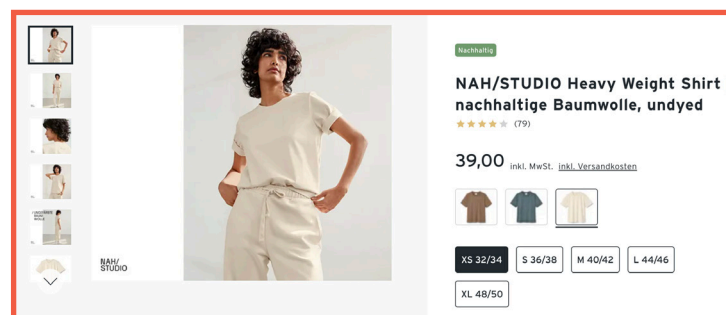 Nachhaltig
NAH/STUDIO Heavy Weight Shirt
nachhaltige Baumwolle, undyed
(79)
39,00 inkl. MwSt. inkl. Versandkosten
XS 32/34
S 36/38
M 40/42
L 44/46
XL 48/50
NAH/
STUDIO